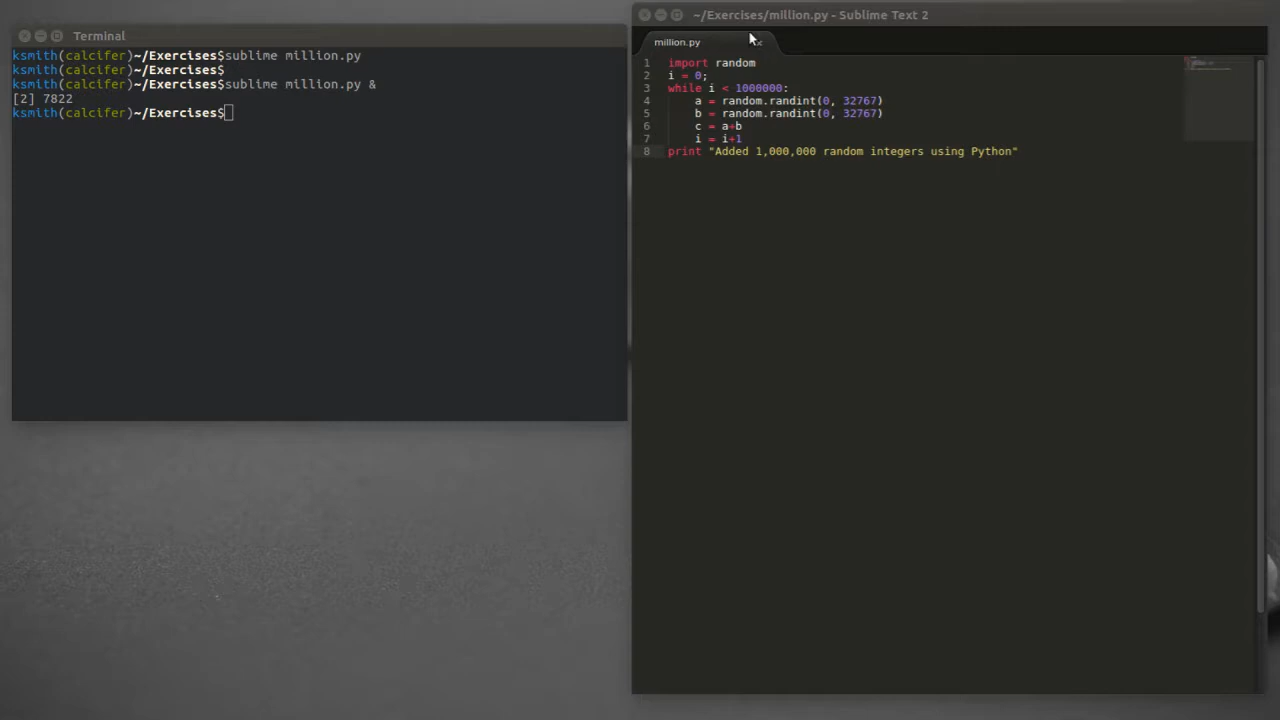 Terminal
ksmith(calcifer)~/Exercises$sublime million.py
ksmith(calcifer)~/Exercises$
ksmith(calcifer)~/Exercises$sublime million.py &
[2] 7822
ksmith(calcifer)~/Exercises$
~/Exercises/million.py - Sublime Text 2
million.py
1 import random
2 i = 0;
3 while i < 1000000:
4     a = random.randint(0, 32767)
5     b = random.randint(0, 32767)
6     c = a+b
7     i = i+1
8 print "Added 1,000,000 random integers using Python"